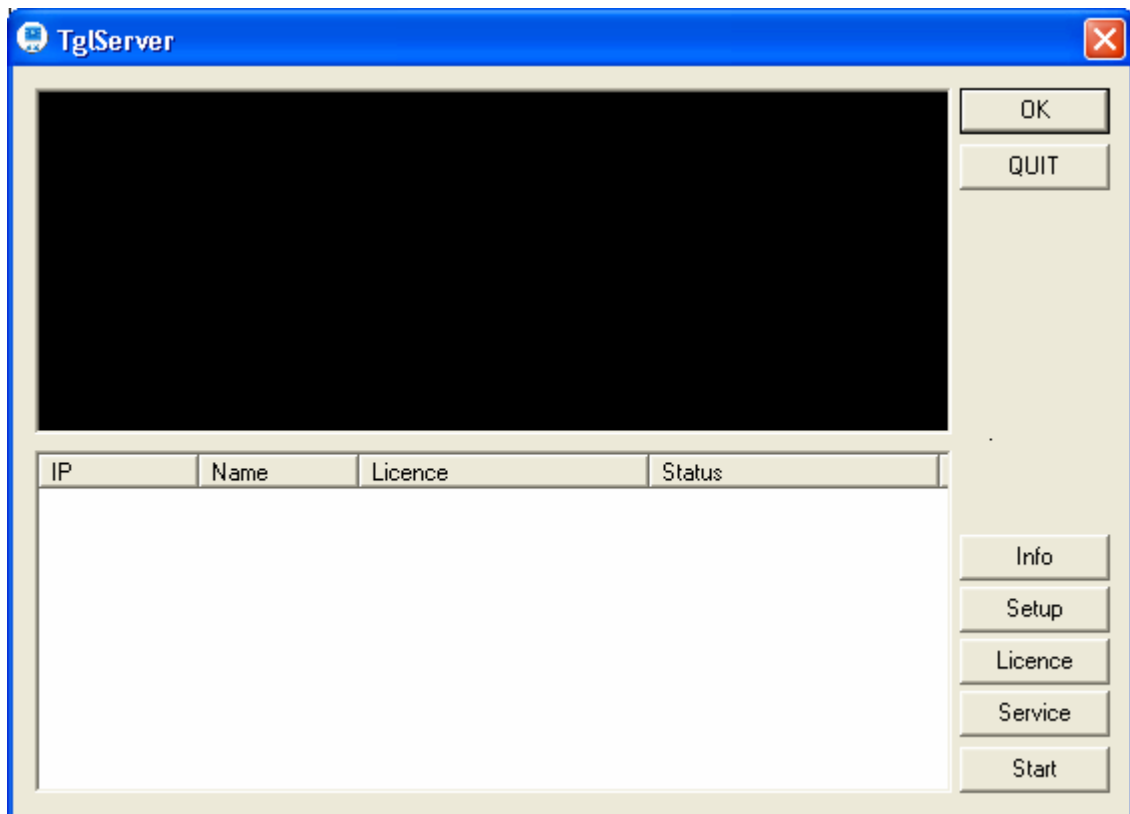 TglServer
OK
QUIT
IP Name Licence Status
Info
Setup
Licence
Service
Start